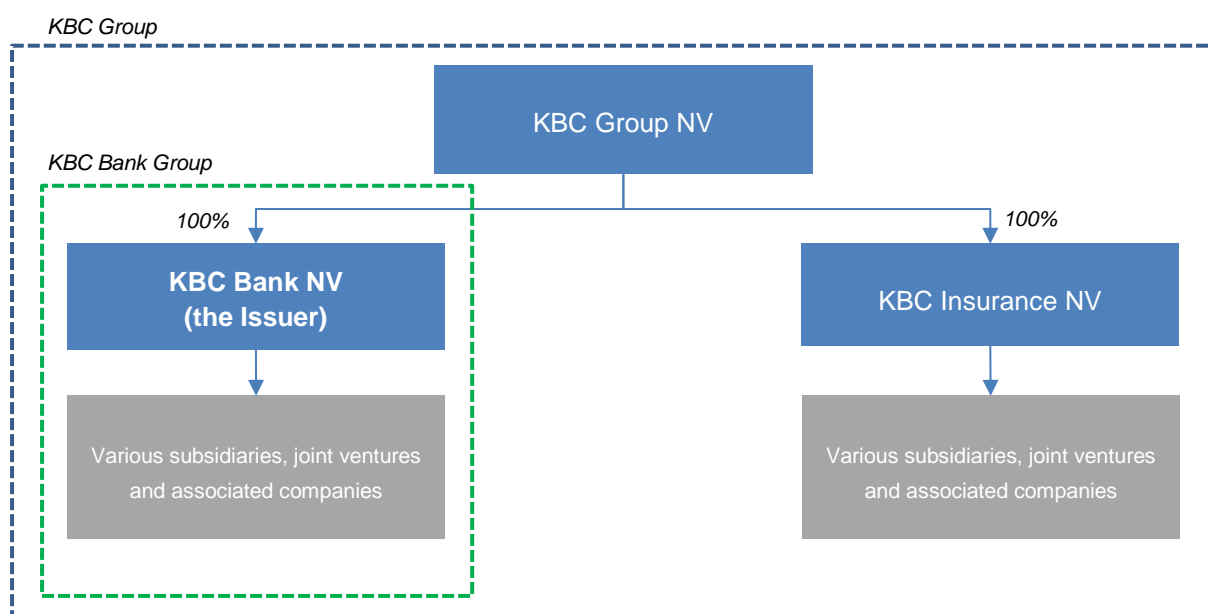 KBC Group
KBC Group NV
KBC Bank Group
100%
100%
KBC Bank NV
(the Issuer)
KBC Insurance NV
Various subsidiaries, joint ventures
and associated companies
Various subsidiaries, joint ventures
and associated companies